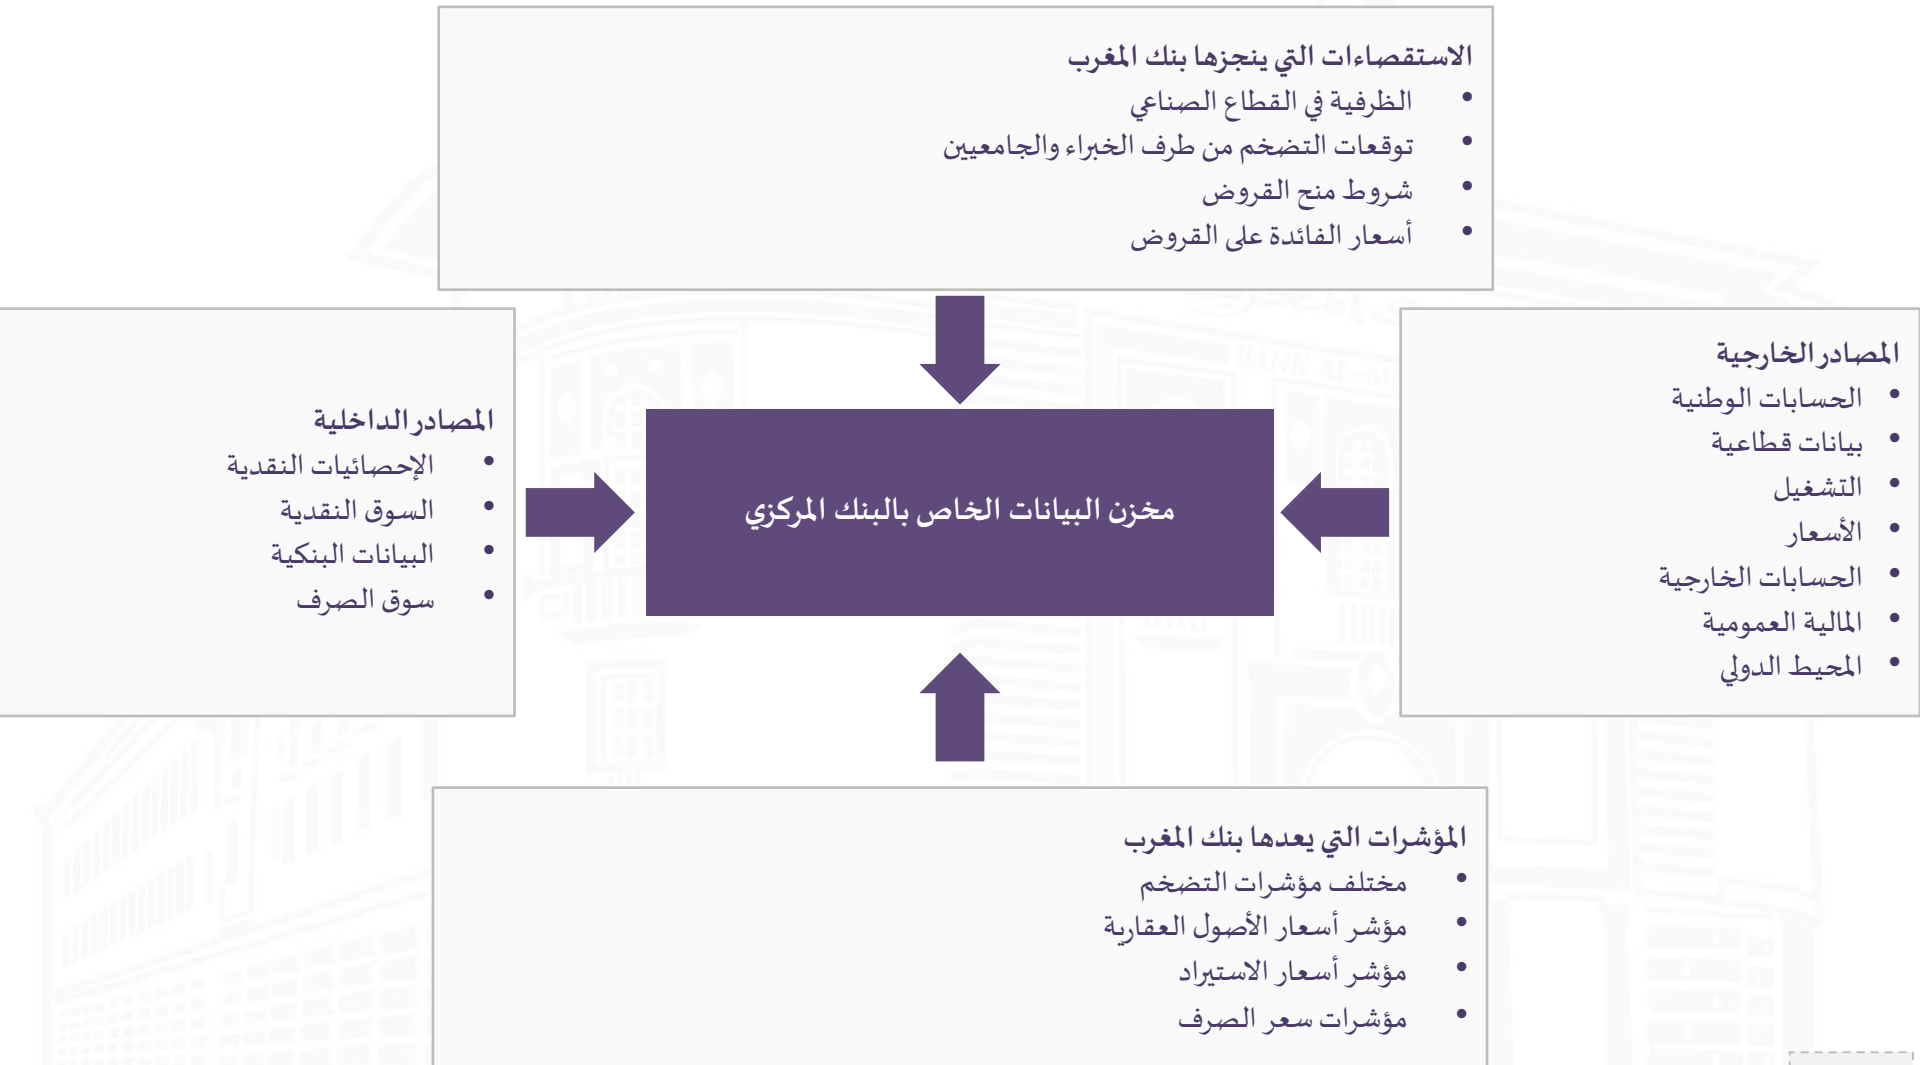 الاستقصاءات التي ينجزها بنك المغرب
• الظرفية في القطاع الصناعي
• توقعات التضخم من طرف الخبراء والجامعيين
• شروط منح القروض
• أسعار الفائدة على القروض
المصادر الخارجية
• الحسابات الوطنية
• بيانات قطاعية
• التشغيل
• الأسعار
• الحسابات الخارجية
• المالية العمومية
• المحيط الدولي
مخزن البيانات الخاص بالبنك المركزي
المصادر الداخلية
• الإحصائيات النقدية
• السوق النقدية
• البيانات البنكية
• سوق الصرف
المؤشرات التي يعدها بنك المغرب
• مختلف مؤشرات التضخم
• مؤشر أسعار الأصول العقارية
• مؤشر أسعار الاستيراد
• مؤشرات سعر الصرف